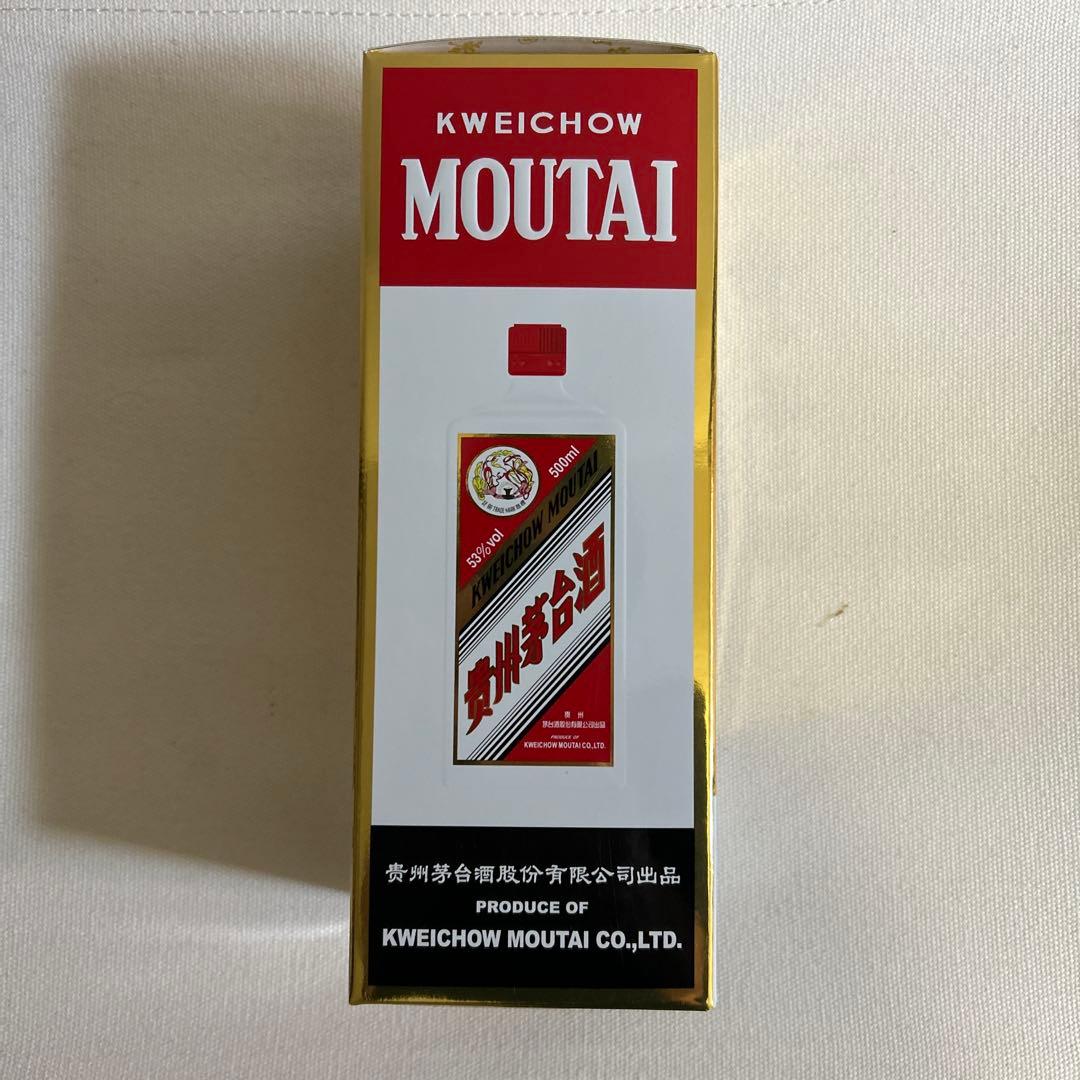 KWEICHOW
MOUTAI
500ml
53%vol
KWEICHOW MOUTAI
贵州茅台酒
贵州
茅台酒股份有限公司出品
PRODUCE OF
KWEICHOW MOUTAI CO.,LTD.
贵州茅台酒股份有限公司出品
PRODUCE OF
KWEICHOW MOUTAI CO.,LTD.